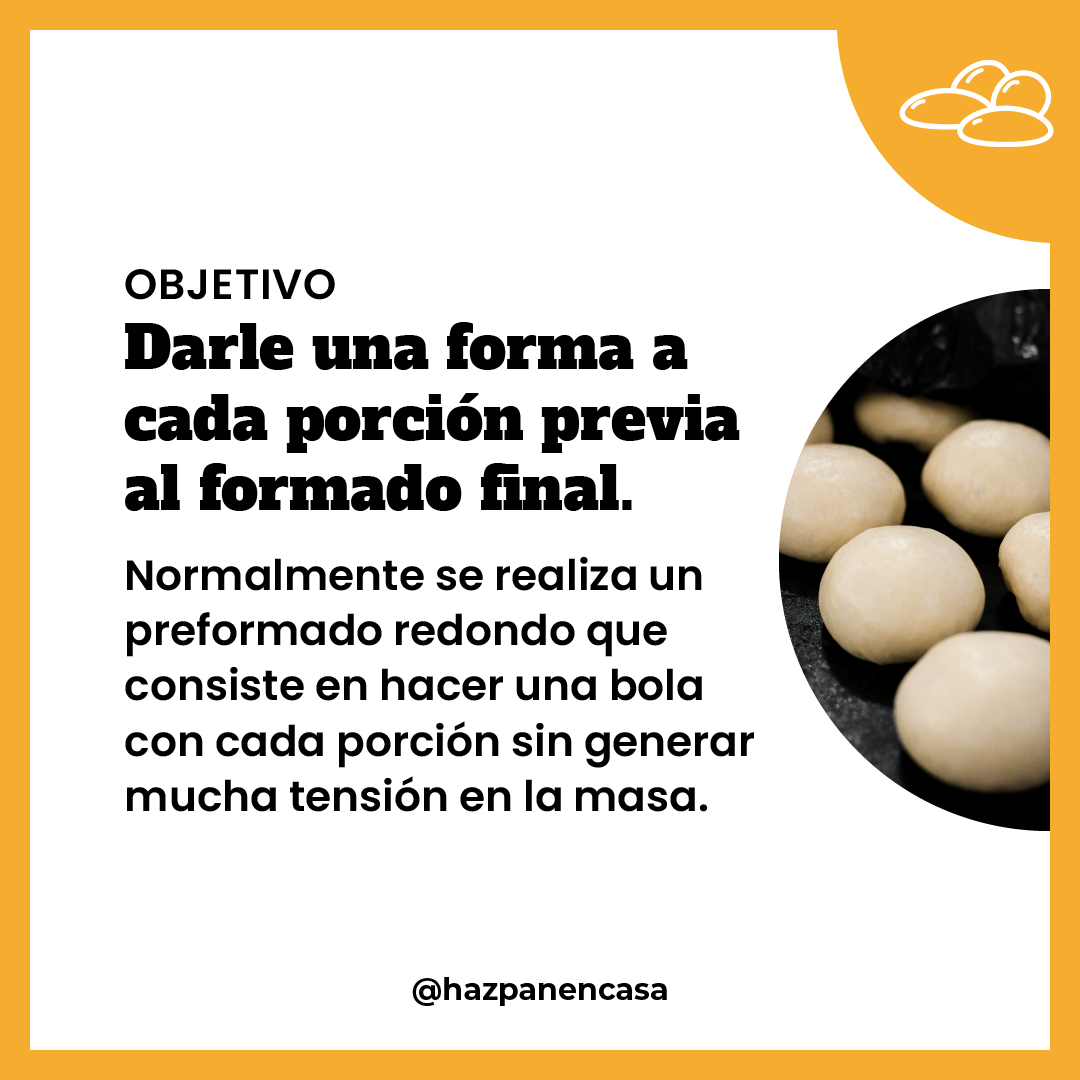 OBJETIVO
Darle una forma a
cada porción previa
al formado final.
Normalmente se realiza un
preformado redondo que
consiste en hacer una bola
con cada porción sin generar
mucha tensión en la masa.
@hazpanencasa